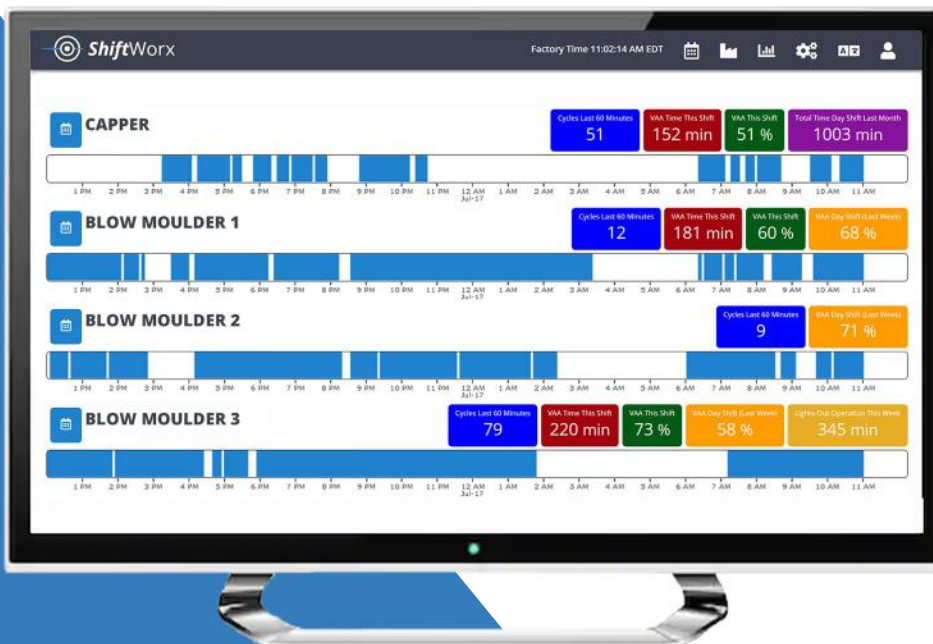 ShiftWorx
Factory Time 11:02:14 AM EDT
CAPPER
Cycles Last 60 Minutes
51
VAA Time This Shift
152 min
VAA This Shift
51 %
Total Time Day Shift Last Month
1003 min
1 PM 2 PM 3 PM 4 PM 5 PM 6 PM 7 PM 8 PM 9 PM 10 PM 11 PM 12 AM 1 AM 2 AM 3 AM 4 AM 5 AM 6 AM 7 AM 8 AM 9 AM 10 AM 11 AM
Jul-17
BLOW MOULDER 1
Cycles Last 60 Minutes
12
VAA Time This Shift
181 min
VAA This Shift
60 %
VAA Day Shift (Last Week)
68 %
1 PM 2 PM 3 PM 4 PM 5 PM 6 PM 7 PM 8 PM 9 PM 10 PM 11 PM 12 AM 1 AM 2 AM 3 AM 4 AM 5 AM 6 AM 7 AM 8 AM 9 AM 10 AM 11 AM
Jul-17
BLOW MOULDER 2
Cycles Last 60 Minutes
9
VAA Day Shift (Last Week)
71 %
1 PM 2 PM 3 PM 4 PM 5 PM 6 PM 7 PM 8 PM 9 PM 10 PM 11 PM 12 AM 1 AM 2 AM 3 AM 4 AM 5 AM 6 AM 7 AM 8 AM 9 AM 10 AM 11 AM
Jul-17
BLOW MOULDER 3
Cycles Last 60 Minutes
79
VAA Time This Shift
220 min
VAA This Shift
73 %
VAA Day Shift (Last Week)
58 %
Lights-Out Operation This Week
345 min
1 PM 2 PM 3 PM 4 PM 5 PM 6 PM 7 PM 8 PM 9 PM 10 PM 11 PM 12 AM 1 AM 2 AM 3 AM 4 AM 5 AM 6 AM 7 AM 8 AM 9 AM 10 AM 11 AM
Jul-17